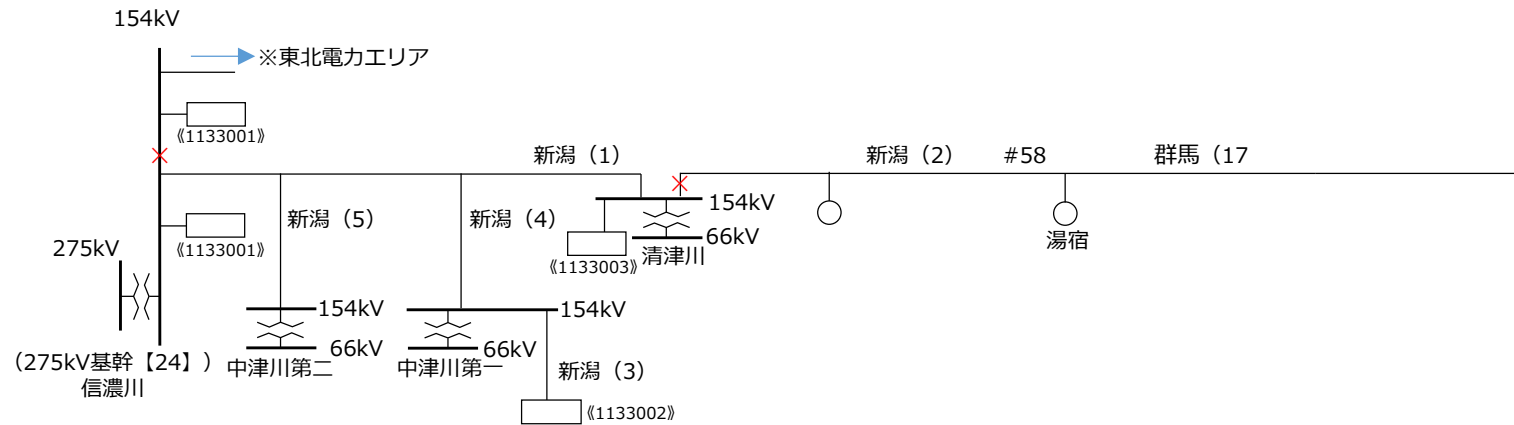 154kV
※東北電力エリア
《1133001》
新潟（1）
新潟（2）
#58
群馬（17
新潟（5）
新潟（4）
154kV
《1133001》
66kV
275kV
清津川
湯宿
《1133003》
154kV
154kV
66kV
66kV
（275kV基幹【24】）
信濃川
中津川第二
中津川第一
新潟（3）
《1133002》